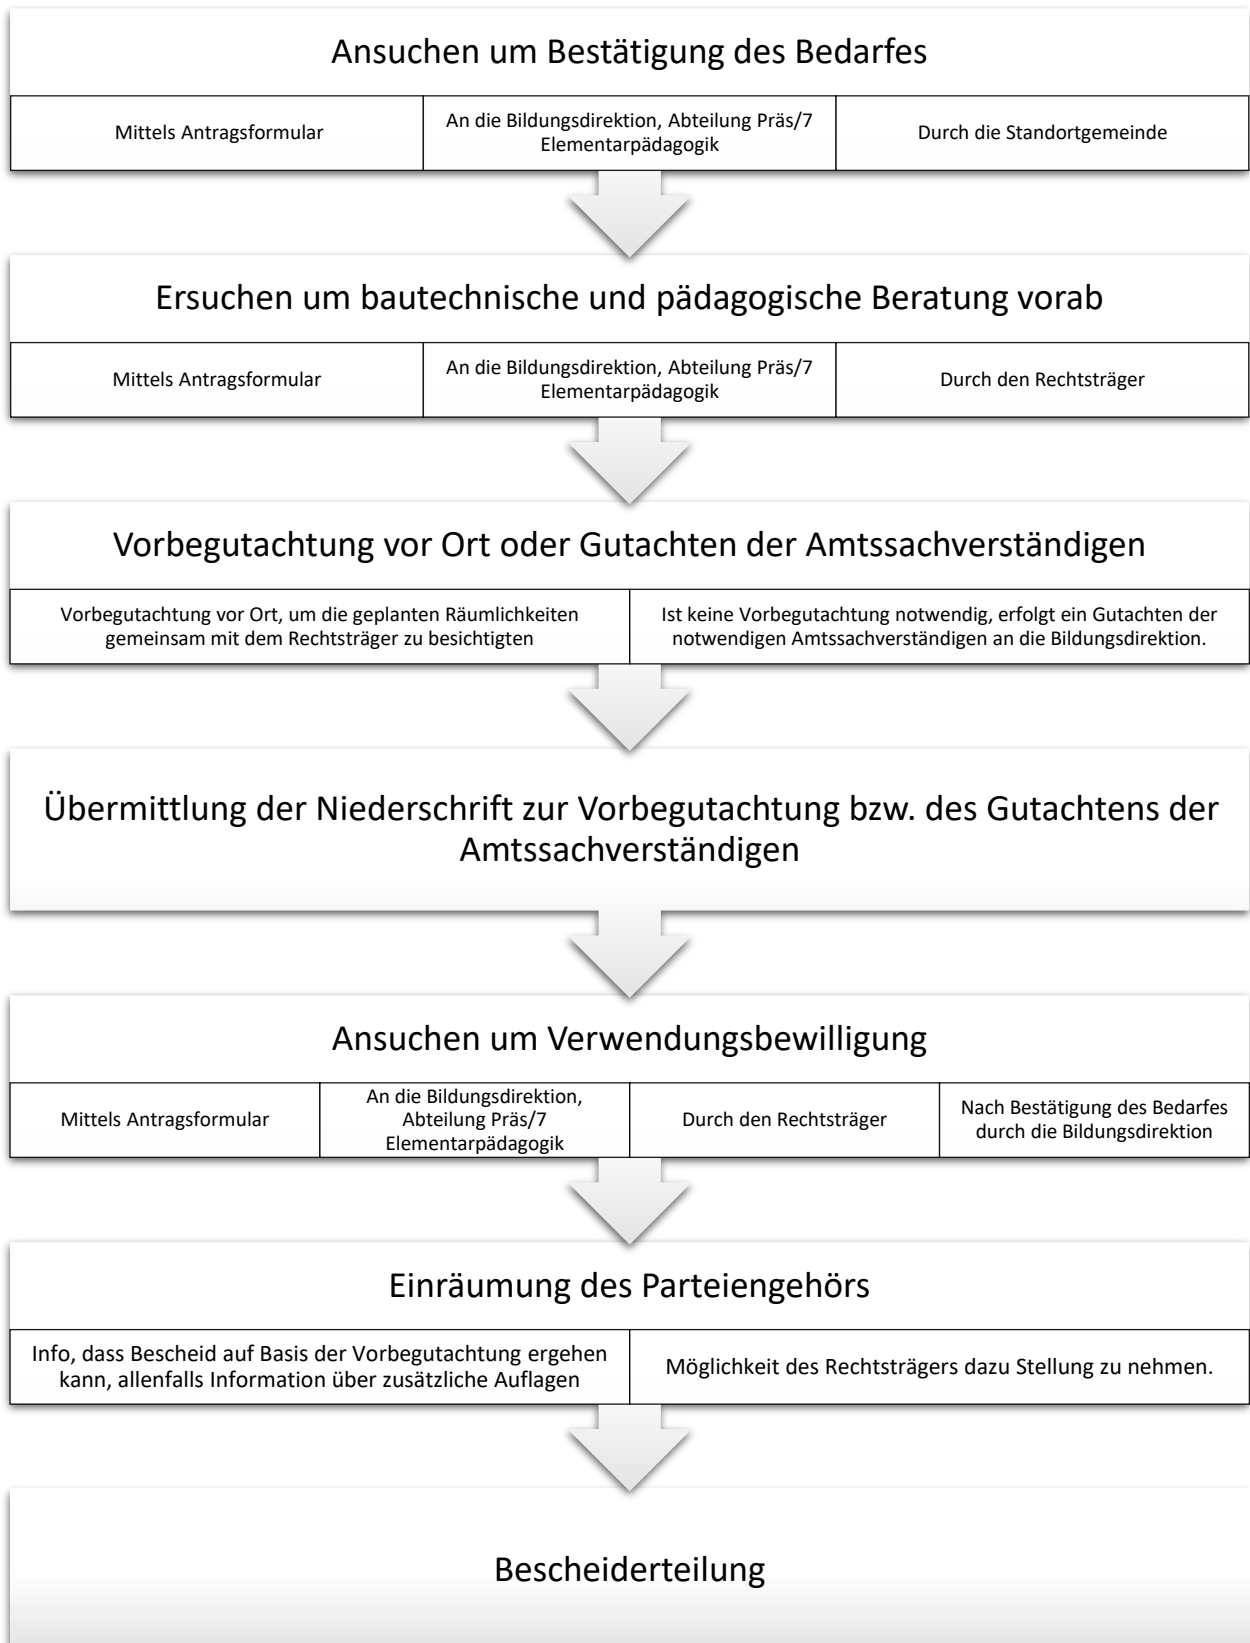 Ansuchen um Bestätigung des Bedarfes
Mittels Antragsformular
An die Bildungsdirektion, Abteilung Präs/7
Elementarpädagogik
Durch die Standortgemeinde
Ersuchen um bautechnische und pädagogische Beratung vorab
Mittels Antragsformular
An die Bildungsdirektion, Abteilung Präs/7
Elementarpädagogik
Durch den Rechtsträger
Vorbegutachtung vor Ort oder Gutachten der Amtssachverständigen
Vorbegutachtung vor Ort, um die geplanten Räumlichkeiten
gemeinsam mit dem Rechtsträger zu besichtigten
Ist keine Vorbegutachtung notwendig, erfolgt ein Gutachten der
notwendigen Amtssachverständigen an die Bildungsdirektion.
Übermittlung der Niederschrift zur Vorbegutachtung bzw. des Gutachtens der
Amtssachverständigen
Ansuchen um Verwendungsbewilligung
Mittels Antragsformular
An die Bildungsdirektion,
Abteilung Präs/7
Elementarpädagogik
Durch den Rechtsträger
Nach Bestätigung des Bedarfes
durch die Bildungsdirektion
Einräumung des Parteiengehörs
Info, dass Bescheid auf Basis der Vorbegutachtung ergehen
kann, allenfalls Information über zusätzliche Auflagen
Möglichkeit des Rechtsträgers dazu Stellung zu nehmen.
Bescheiderteilung